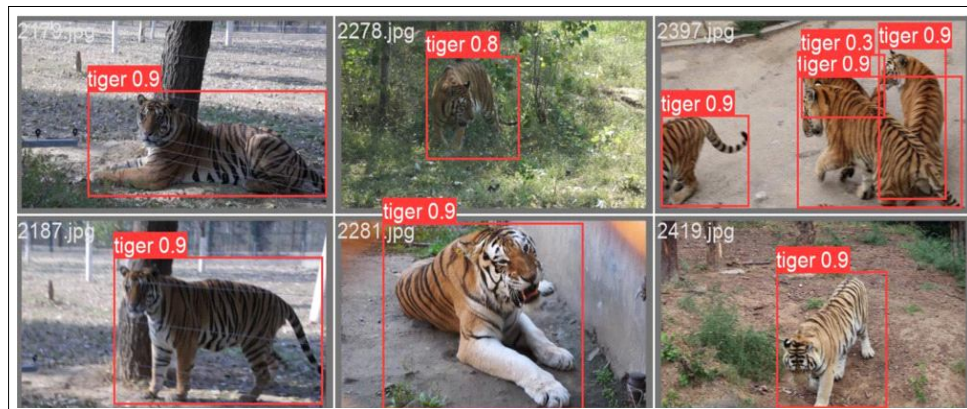 2179.jpg
tiger 0.9
2278.jpg
tiger 0.8
2397.jpg
tiger 0.3
tiger 0.9
tiger 0.9
tiger 0.9
2187.jpg
tiger 0.9
2281.jpg
tiger 0.9
2419.jpg
tiger 0.9